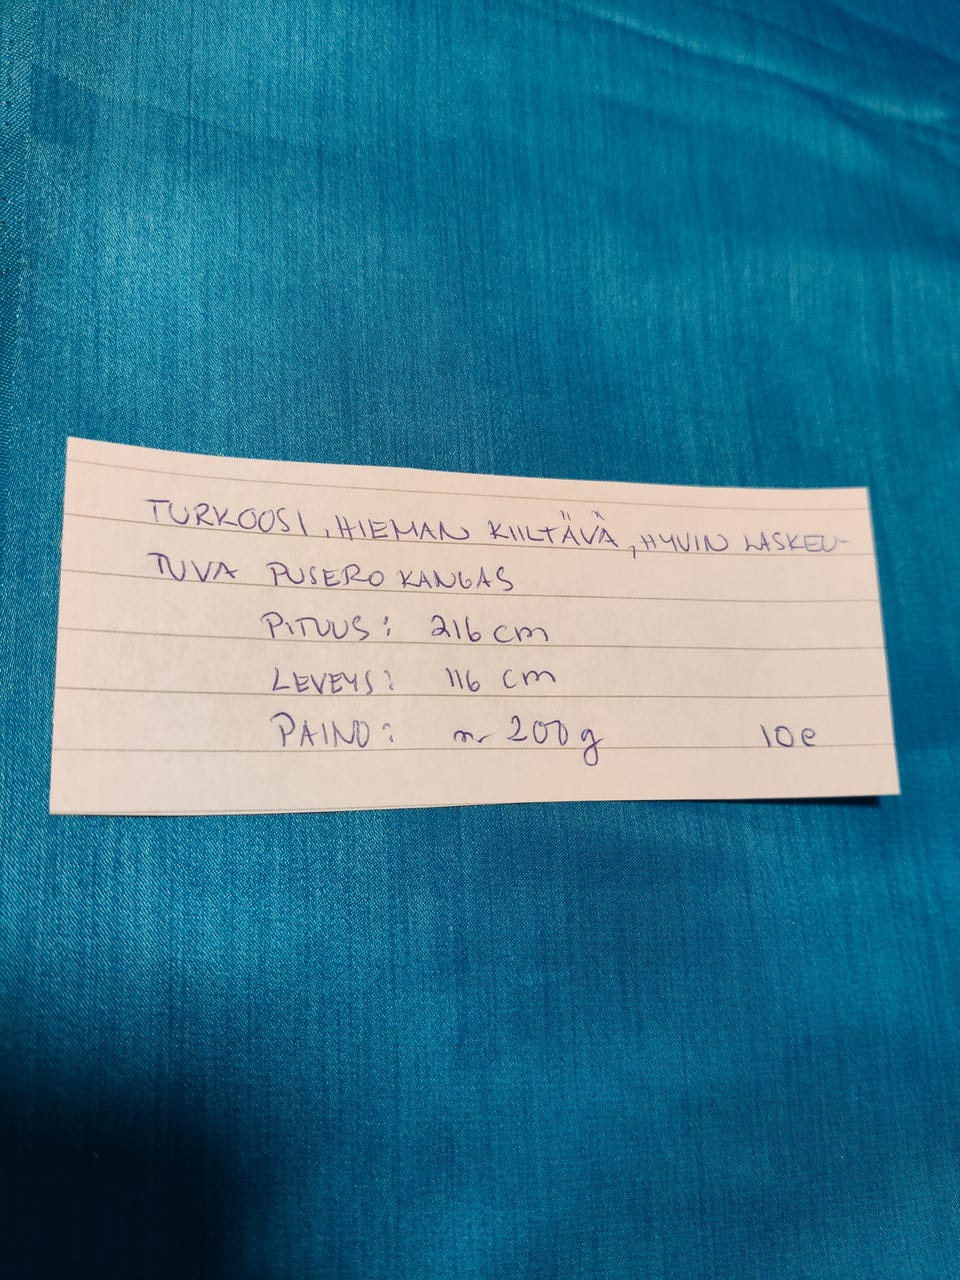 TURKOOSI, HIEMAN KIILTÄVÄ, HYVIN LASKEU-
TUVA PUSERO KANGAS
PITUUS: 216 cm
LEVEYS: 116 cm
PAINO: n. 200 g 10e